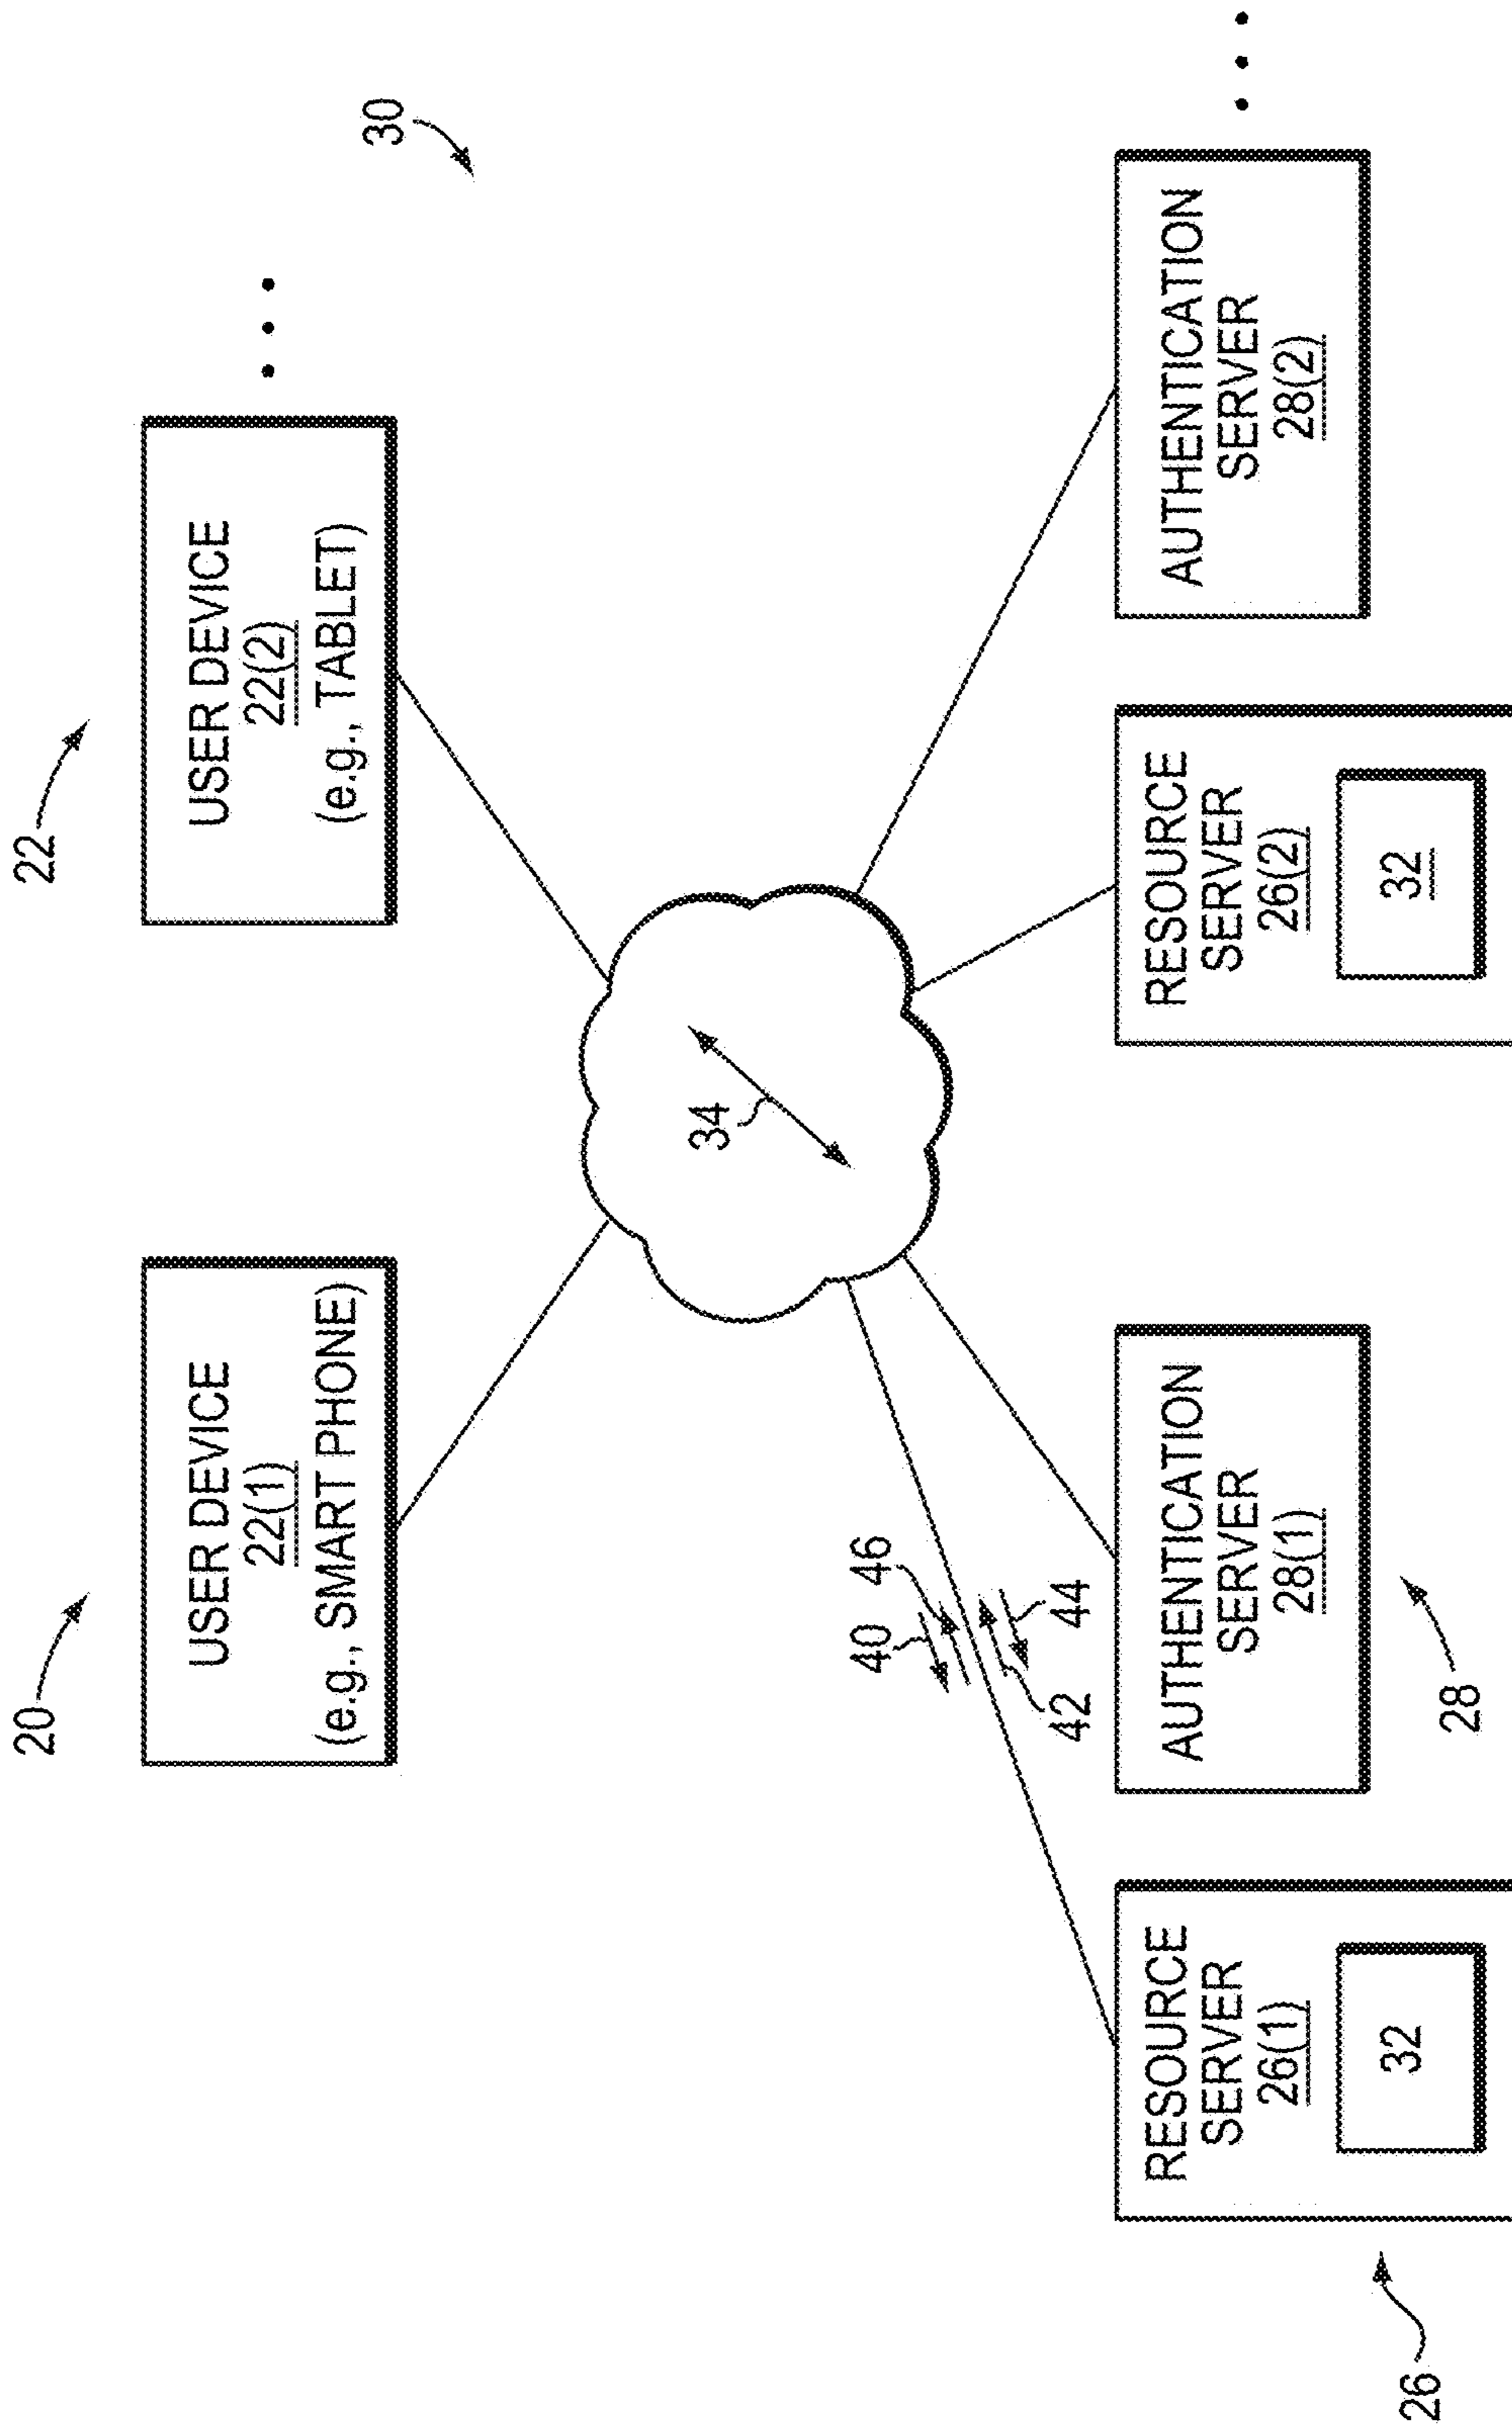 20
22
USER DEVICE
22(1)
(e.g., SMART PHONE)
USER DEVICE
22(2)
(e.g., TABLET)
• • •
30
34
40
46
42
44
RESOURCE
SERVER
26(1)
32
AUTHENTICATION
SERVER
28(1)
RESOURCE
SERVER
26(2)
32
AUTHENTICATION
SERVER
28(2)
• • •
26
28